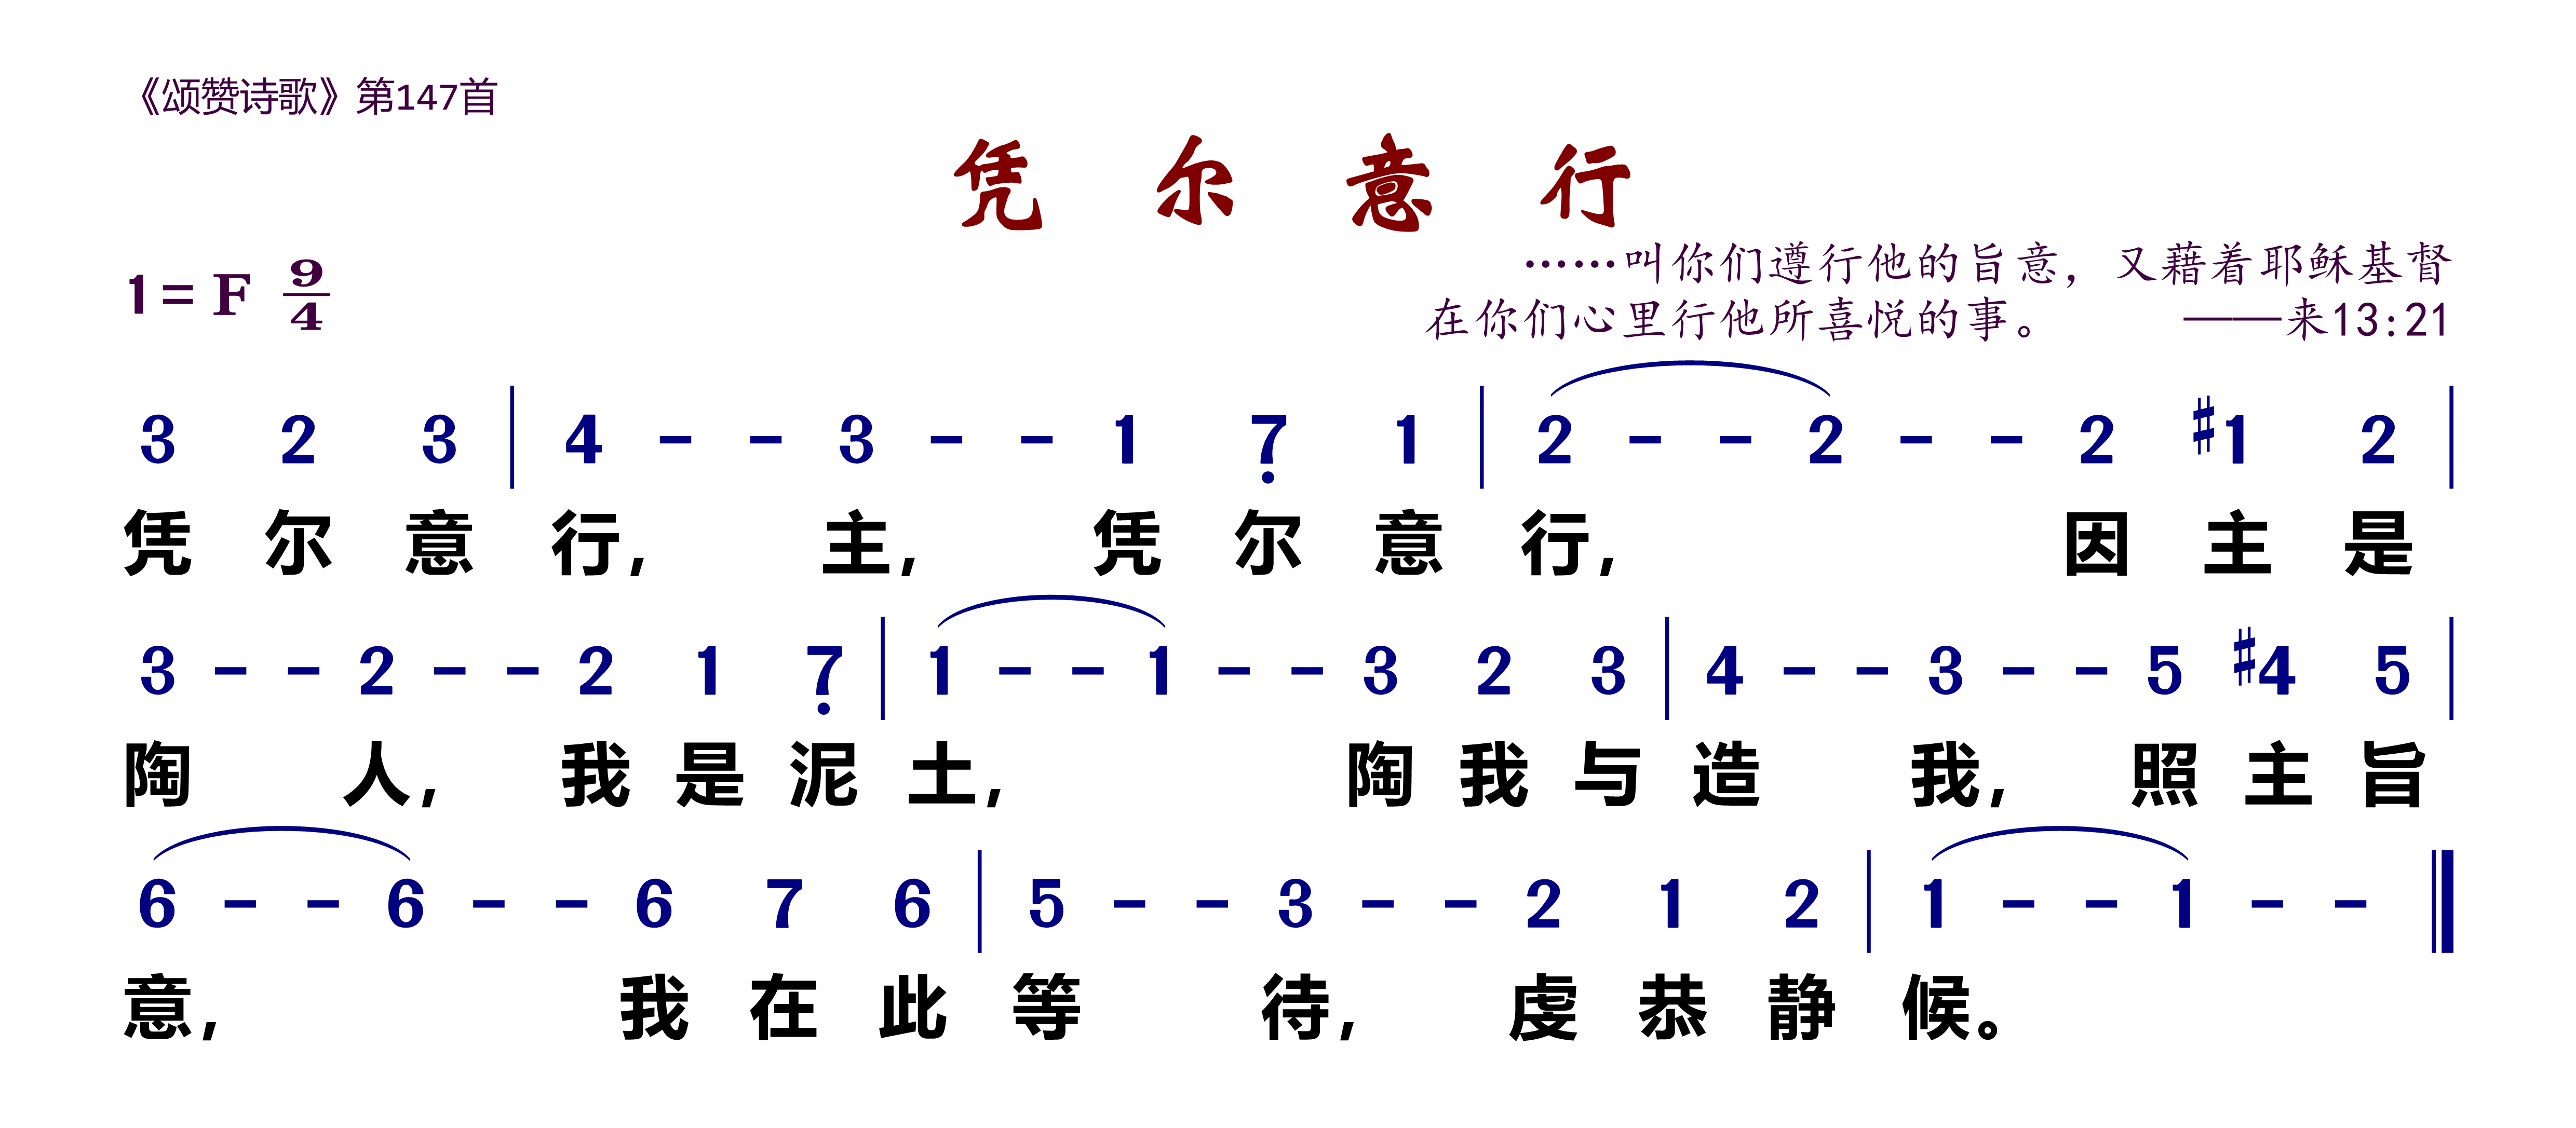 《颂赞诗歌》第147首
凭 尔 意 行
1 = F 9/4
……叫你们遵行他的旨意，又藉着耶稣基督
在你们心里行他所喜悦的事。 ——来13:21
3 2 3 | 4 - - 3 - - 1 7̣ 1 | 2 - - 2 - - 2 #1 2 |
凭 尔 意 行, 主, 凭 尔 意 行, 因 主 是
3 - - 2 - - 2 1 7̣ | 1 - - 1 - - 3 2 3 | 4 - - 3 - - 5 #4 5 |
陶 人, 我 是 泥 土, 陶 我 与 造 我, 照 主 旨
6 - - 6 - - 6 7 6 | 5 - - 3 - - 2 1 2 | 1 - - 1 - - ‖
意, 我 在 此 等 待, 虔 恭 静 候。